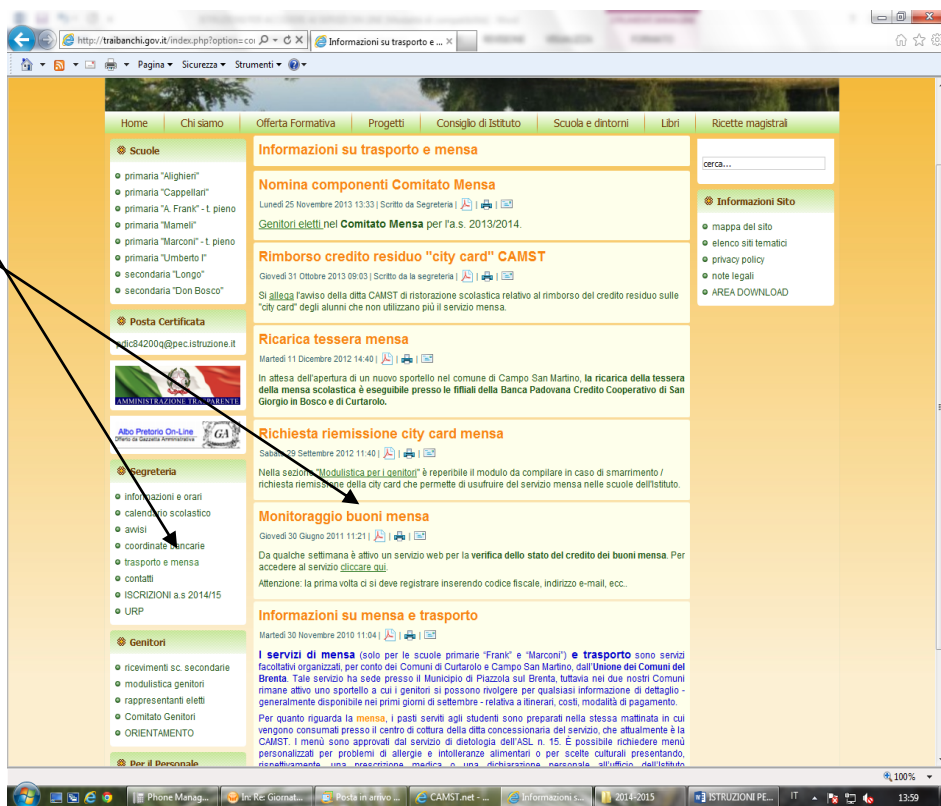 http://traibanchi.gov.it/index.php?option=co
Informazioni su trasporto e ...
Pagina Sicurezza Strumenti
Home Chi siamo Offerta Formativa Progetti Consiglio di Istituto Scuola e dintorni Libri Ricette magistrali
Scuole
primaria "Alighieri"
primaria "Cappellari"
primaria "A. Frank" - t. pieno
primaria "Mameli"
primaria "Marconi" - t. pieno
primaria "Umberto I"
secondaria "Longo"
secondaria "Don Bosco"
Posta Certificata
pdic84200q@pec.istruzione.it
AMMINISTRAZIONE TRASPARENTE
Albo Pretorio On-Line
Offerto da Gazzetta Amministrativa
GA
Segreteria
informazioni e orari
calendario scolastico
avvisi
coordinate bancarie
trasporto e mensa
contatti
ISCRIZIONI a.s 2014/15
URP
Genitori
ricevimenti sc. secondarie
modulistica genitori
rappresentanti eletti
Comitato Genitori
ORIENTAMENTO
Per il Personale
Informazioni su trasporto e mensa
Nomina componenti Comitato Mensa
Lunedì 25 Novembre 2013 13:33 | Scritto da Segreteria |
Genitori eletti nel Comitato Mensa per l'a.s. 2013/2014.
Rimborso credito residuo "city card" CAMST
Giovedì 31 Ottobre 2013 09:03 | Scritto da la segreteria |
Si allega l'avviso della ditta CAMST di ristorazione scolastica relativo al rimborso del credito residuo sulle
"city card" degli alunni che non utilizzano più il servizio mensa.
Ricarica tessera mensa
Martedì 11 Dicembre 2012 14:40 |
In attesa dell'apertura di un nuovo sportello nel comune di Campo San Martino, la ricarica della tessera
della mensa scolastica è eseguibile presso le filiali della Banca Padovana Credito Cooperativo di San
Giorgio in Bosco e di Curtarolo.
Richiesta riemissione city card mensa
Sabato 29 Settembre 2012 11:40 |
Nella sezione "Modulistica per i genitori" è reperibile il modulo da compilare in caso di smarrimento /
richiesta riemissione della city card che permette di usufruire del servizio mensa nelle scuole dell'Istituto.
Monitoraggio buoni mensa
Giovedì 30 Giugno 2011 11:21 |
Da qualche settimana è attivo un servizio web per la verifica dello stato del credito dei buoni mensa. Per
accedere al servizio cliccare qui.
Attenzione: la prima volta ci si deve registrare inserendo codice fiscale, indirizzo e-mail, ecc..
Informazioni su mensa e trasporto
Martedì 30 Novembre 2010 11:04 |
I servizi di mensa (solo per le scuole primarie "Frank" e "Marconi") e trasporto sono servizi
facoltativi organizzati, per conto dei Comuni di Curtarolo e Campo San Martino, dall'Unione dei Comuni del
Brenta. Tale servizio ha sede presso il Municipio di Piazzola sul Brenta, tuttavia nei due nostri Comuni
rimane attivo uno sportello a cui i genitori si possono rivolgere per qualsiasi informazione di dettaglio -
generalmente disponibile nei primi giorni di settembre - relativa a itinerari, costi, modalità di pagamento.
Per quanto riguarda la mensa, i pasti serviti agli studenti sono preparati nella stessa mattinata in cui
vengono consumati presso il centro di cottura della ditta concessionaria del servizio, che attualmente è la
CAMST. I menù sono approvati dal servizio di dietologia dell'ASL n. 15. È possibile richiedere menù
personalizzati per problemi di allergie e intolleranze alimentari o per scelte culturali presentando,
rispettivamente, una prescrizione medica o una dichiarazione personale all'ufficio dell'Istituto
cerca...
Informazioni Sito
mappa del sito
elenco siti tematici
privacy policy
note legali
AREA DOWNLOAD
100%
Phone Manag... In: Re: Giornat... Posta in arrivo ... CAMST.net - ... Informazioni s... 2014-2015 ISTRUZIONI PE... IT 13:59